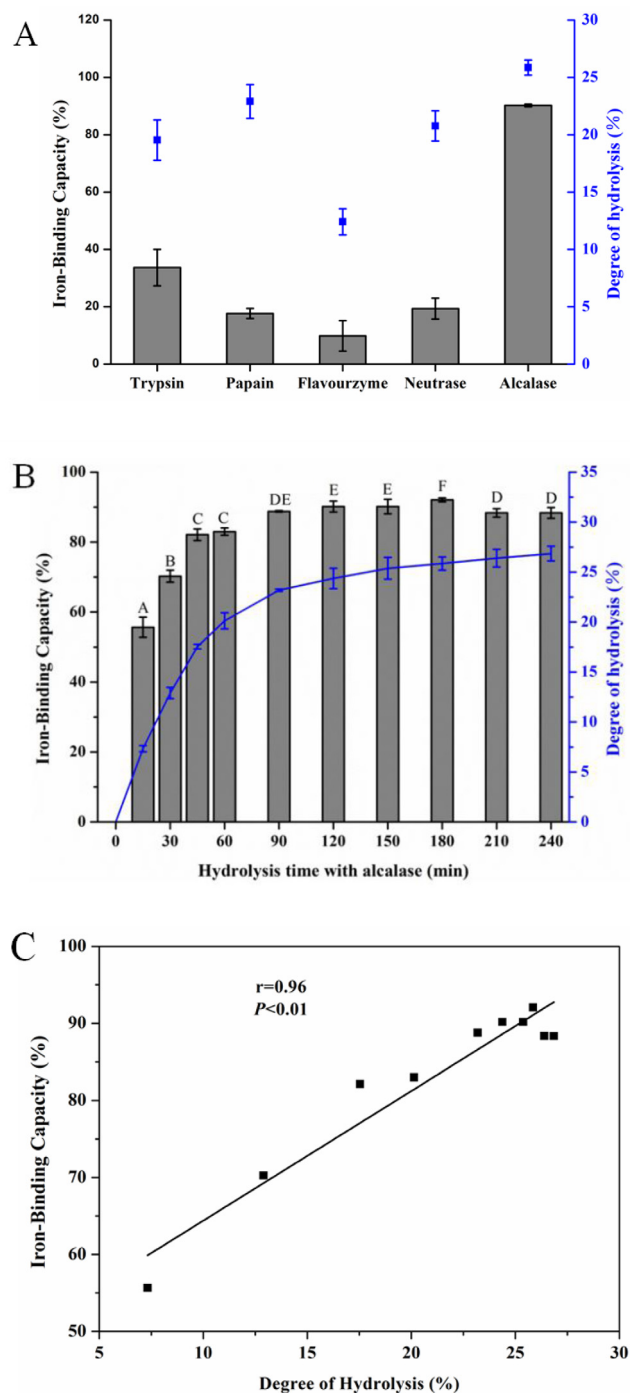 A
Iron-Binding Capacity (%)
120
100
80
60
40
20
0
Trypsin Papain Flavourzyme Neutrase Alcalase
30
25
20
15
10
5
0
Degree of hydrolysis (%)
B
Iron-Binding Capacity (%)
100
80
60
40
20
0
A B C C DE E E F D D
0 30 60 90 120 150 180 210 240
Hydrolysis time with alcalase (min)
35
30
25
20
15
10
5
0
Degree of hydrolysis (%)
C
Iron-Binding Capacity (%)
100
90
80
70
60
50
r=0.96
P<0.01
5 10 15 20 25 30
Degree of Hydrolysis (%)